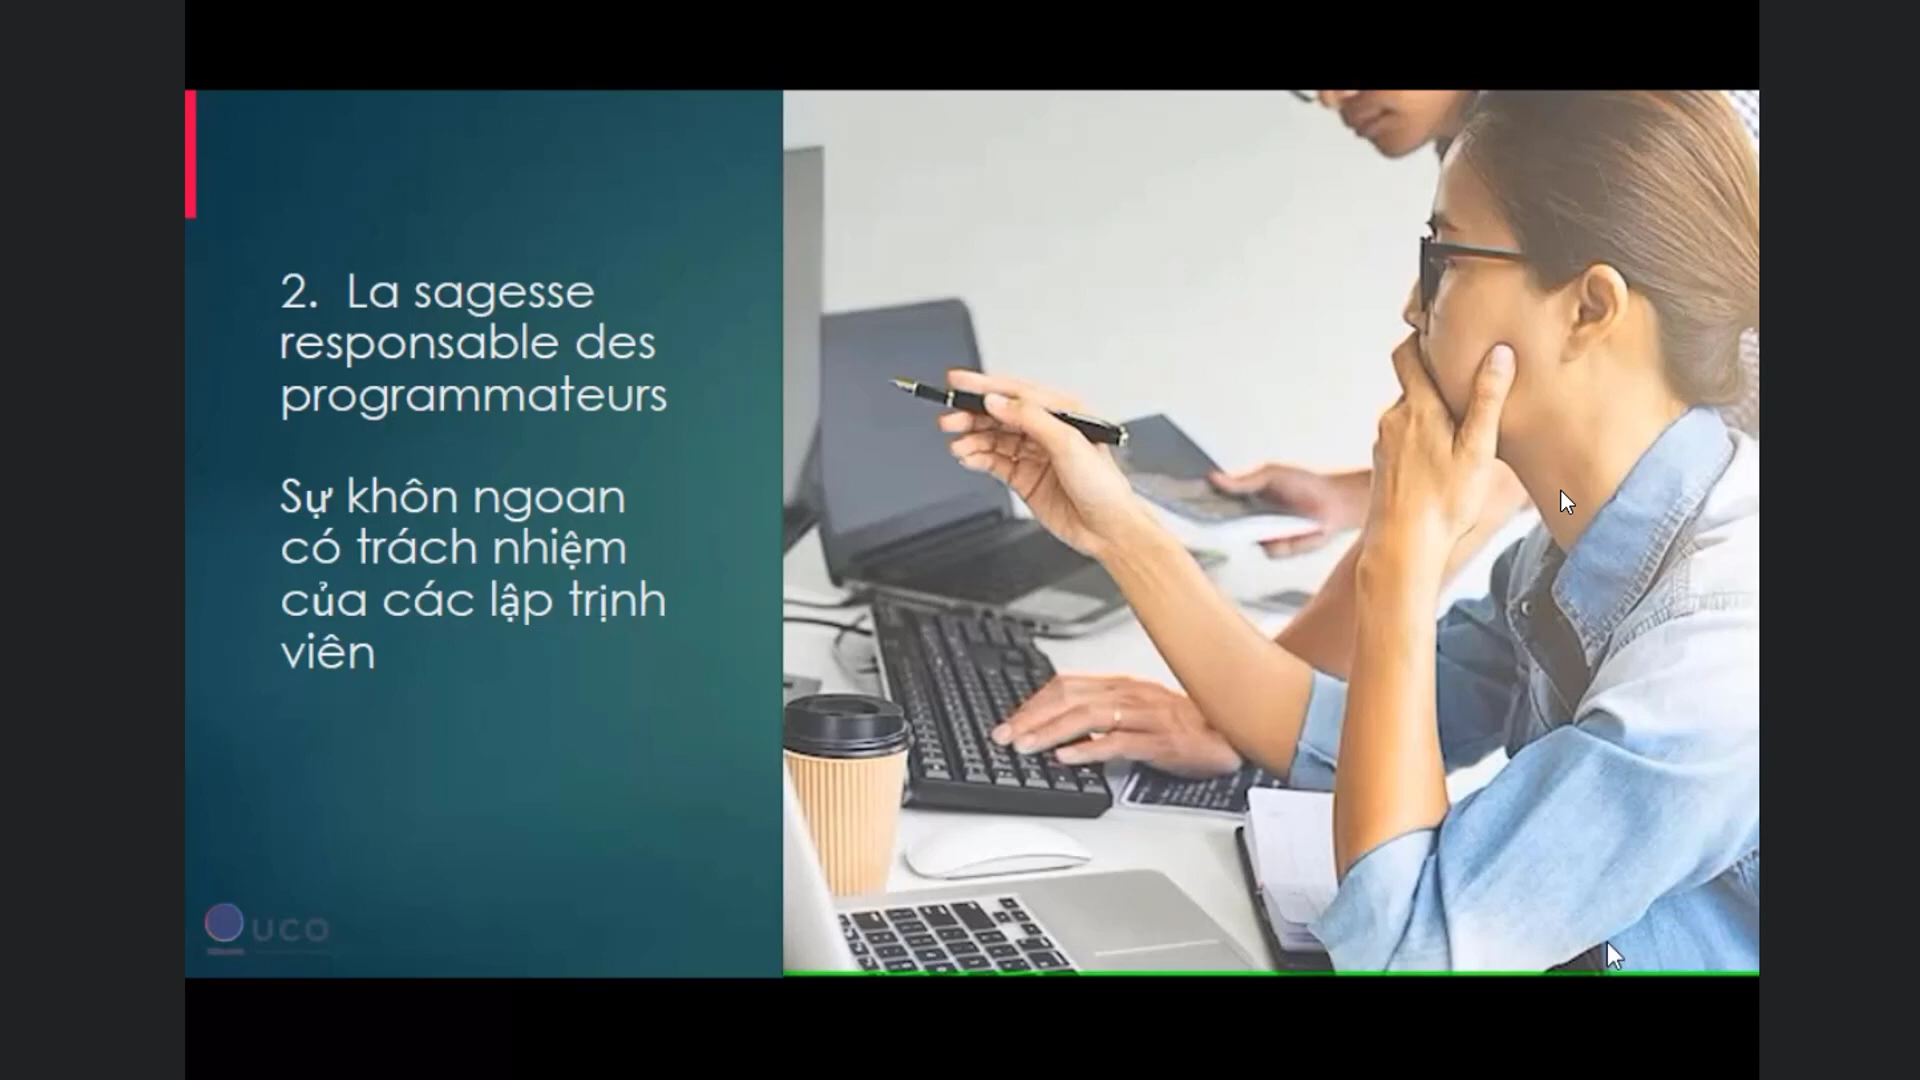 2. La sagesse
responsable des
programmateurs
Sự khôn ngoan
có trách nhiệm
của các lập trịnh
viên
UCO